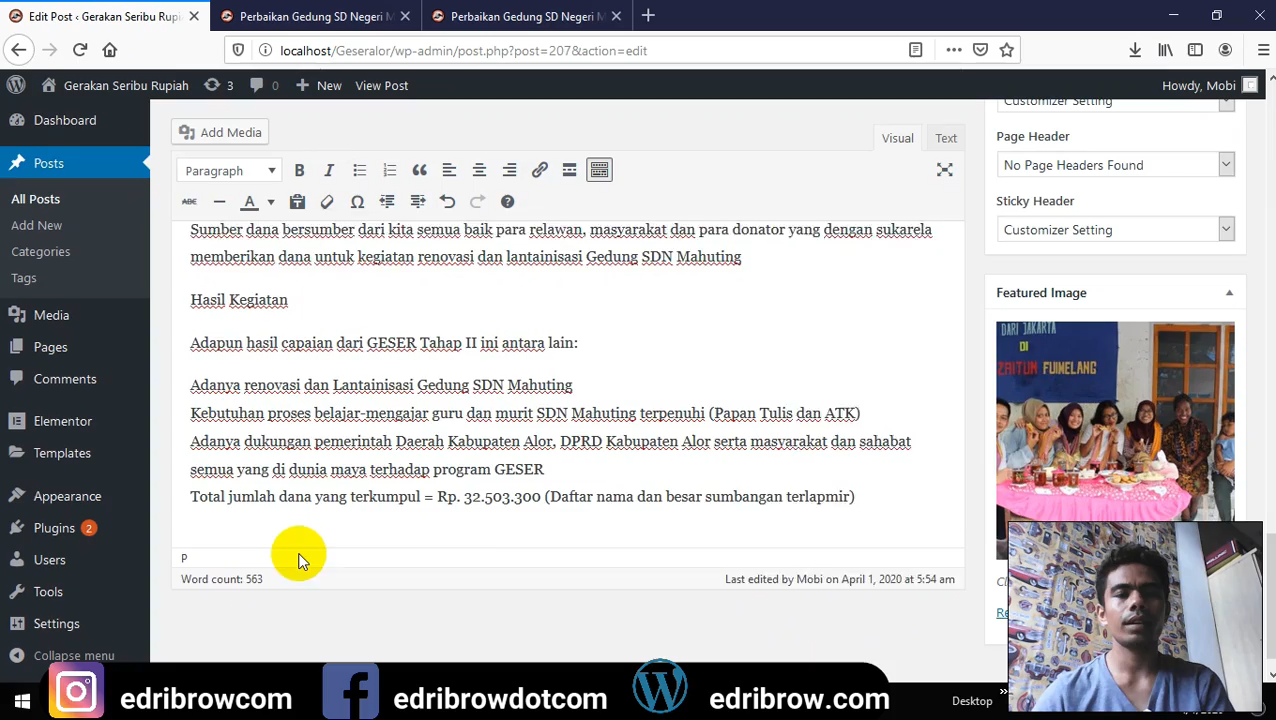 Edit Post ‹ Gerakan Seribu Rupia
Perbaikan Gedung SD Negeri M
Perbaikan Gedung SD Negeri M
localhost/Geseralor/wp-admin/post.php?post=207&action=edit
Gerakan Seribu Rupiah
3
0
New
View Post
Howdy, Mobi
Dashboard
Posts
All Posts
Add New
Categories
Tags
Media
Pages
Comments
Elementor
Templates
Appearance
Plugins 2
Users
Tools
Settings
Collapse menu
Add Media
Visual
Text
Paragraph
B I
ABC
A
Sumber dana bersumber dari kita semua baik para relawan, masyarakat dan para donator yang dengan sukarela
memberikan dana untuk kegiatan renovasi dan lantainisasi Gedung SDN Mahuting
Hasil Kegiatan
Adapun hasil capaian dari GESER Tahap II ini antara lain:
Adanya renovasi dan Lantainisasi Gedung SDN Mahuting
Kebutuhan proses belajar-mengajar guru dan murit SDN Mahuting terpenuhi (Papan Tulis dan ATK)
Adanya dukungan pemerintah Daerah Kabupaten Alor, DPRD Kabupaten Alor serta masyarakat dan sahabat
semua yang di dunia maya terhadap program GESER
Total jumlah dana yang terkumpul = Rp. 32.503.300 (Daftar nama dan besar sumbangan terlapmir)
P
Word count: 563
Last edited by Mobi on April 1, 2020 at 5:54 am
Customizer Setting
Page Header
No Page Headers Found
Sticky Header
Customizer Setting
Featured Image
DARI JAKARTA
DI
ZAITUN FUIMELANG
edribrowcom
edribrowdotcom
edribrow.com
Desktop